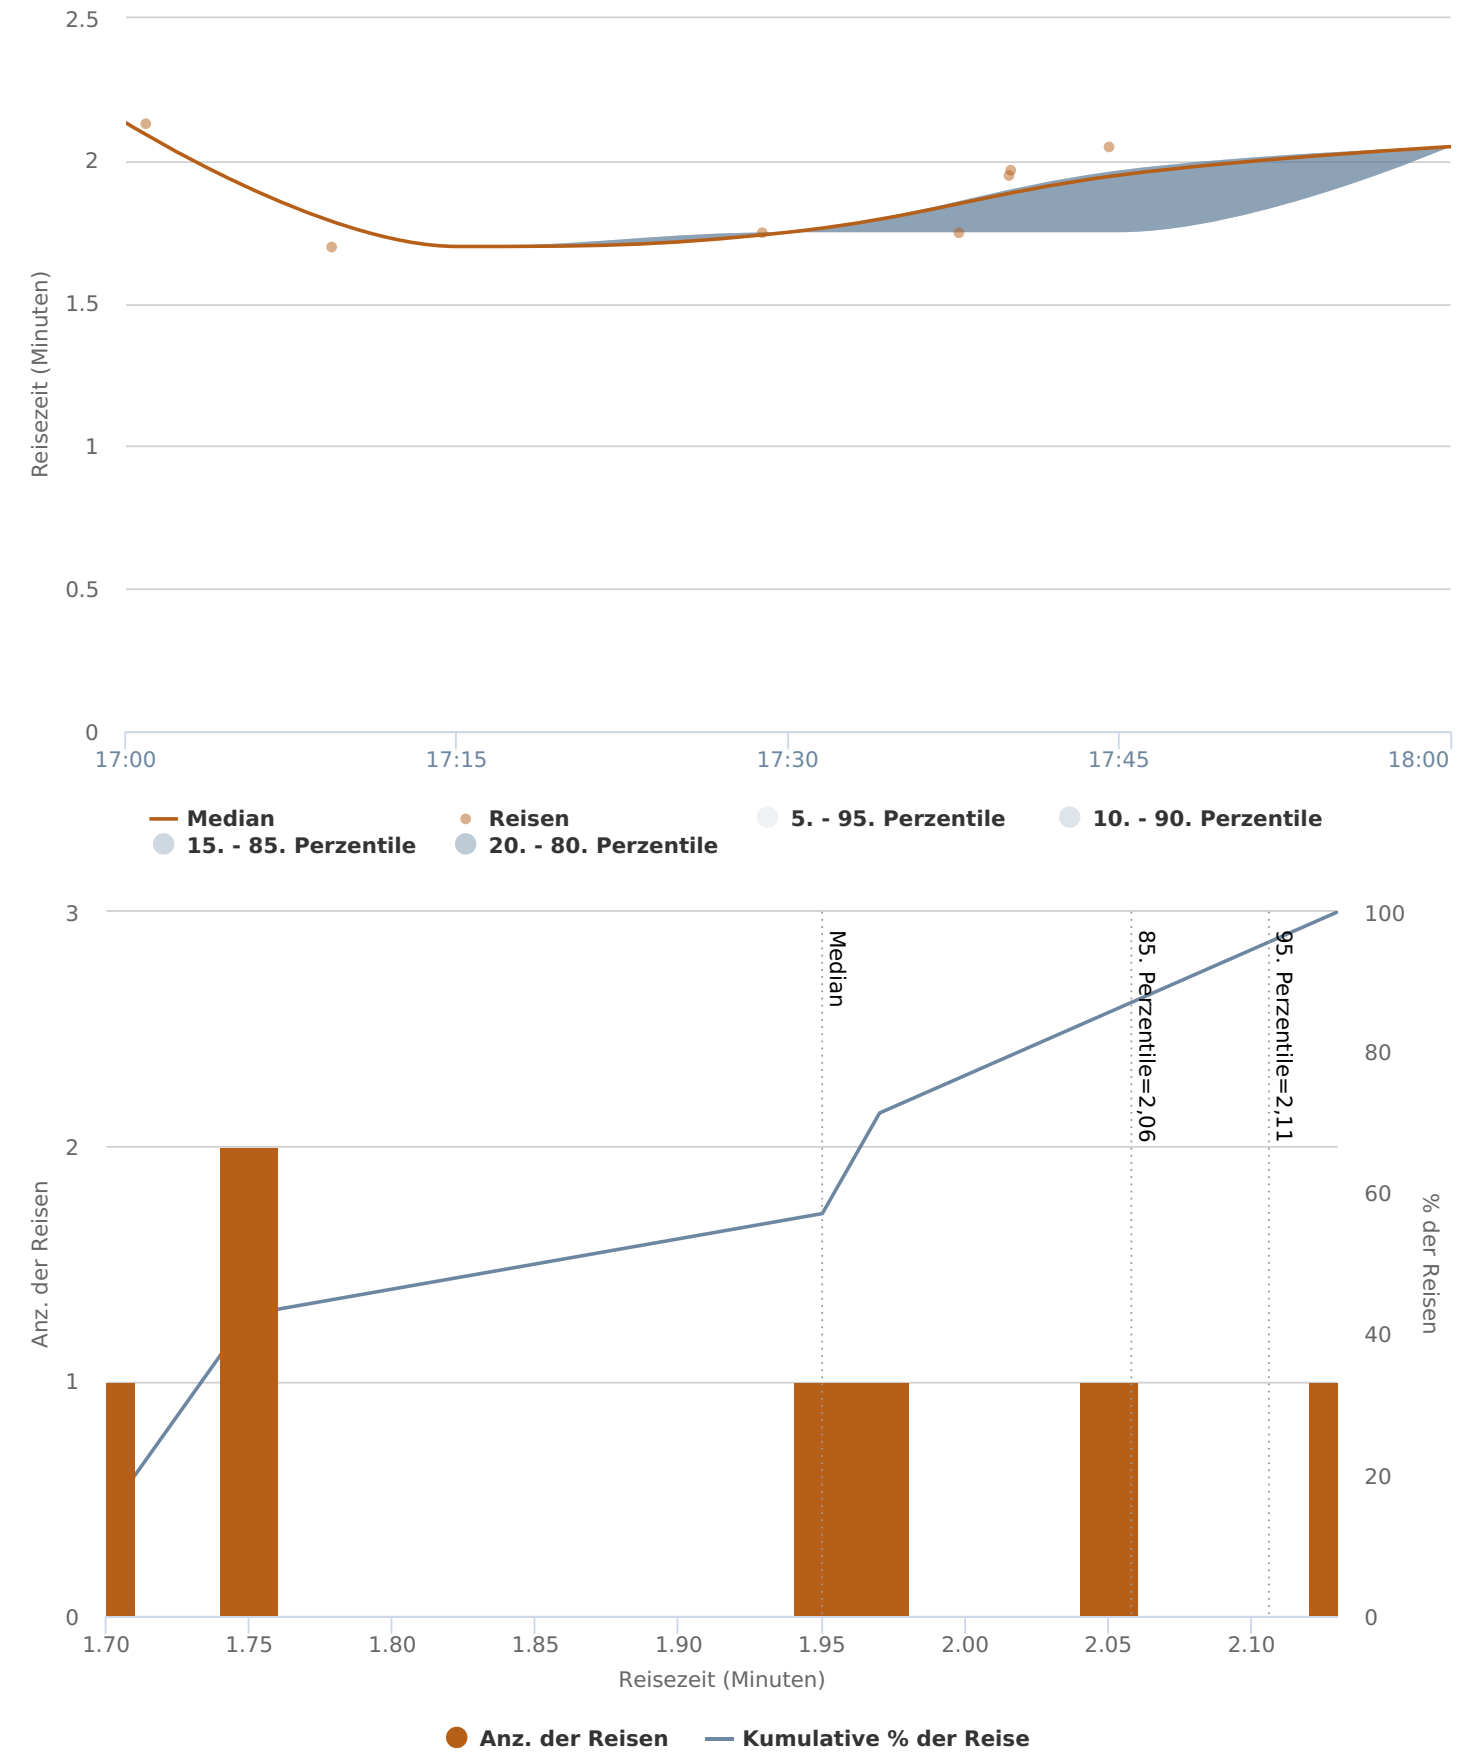 2.5
2
1.5
1
0.5
0
Reisezeit (Minuten)
17:00 17:15 17:30 17:45 18:00
Median Reisen 5. - 95. Perzentile 10. - 90. Perzentile
15. - 85. Perzentile 20. - 80. Perzentile
3
2
1
0
Anz. der Reisen
Median
85. Perzentile=2,06
95. Perzentile=2,11
100
80
60
40
20
0
% der Reisen
1.70 1.75 1.80 1.85 1.90 1.95 2.00 2.05 2.10
Reisezeit (Minuten)
Anz. der Reisen Kumulative % der Reise